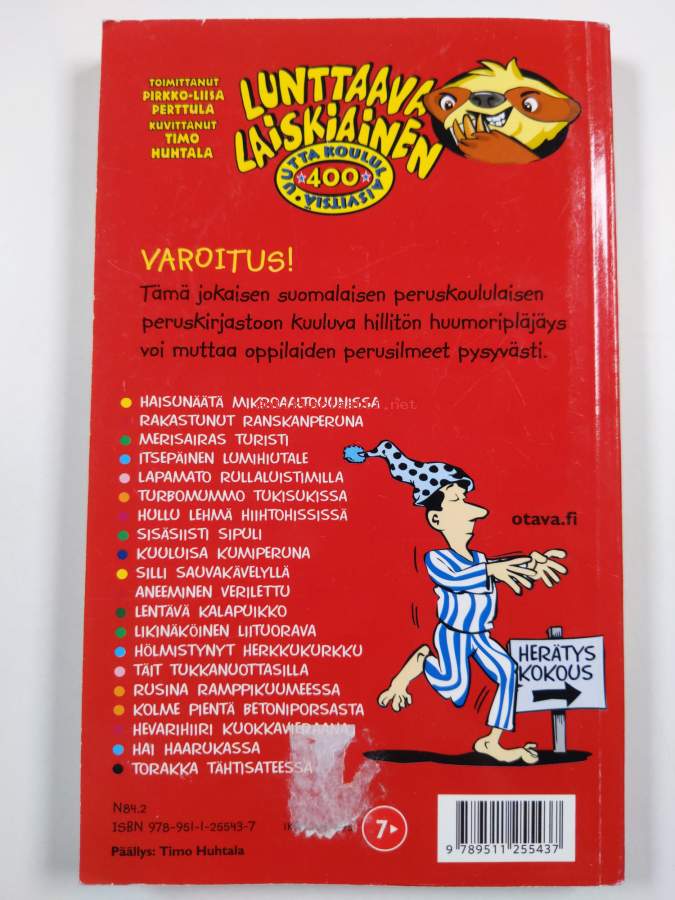 TOIMITTANUT
PIRKKO-LIISA
PERTTULA
KUVITTANUT
TIMO
HUHTALA
LUNTTAAVA
LAISKIAINEN
400
UUTTA KOULULAISVITSIÄ
VAROITUS!
Tämä jokaisen suomalaisen peruskoululaisen
peruskirjastoon kuuluva hillitön huumoripläjäys
voi muttaa oppilaiden perusilmeet pysyvästi.
HAISUNÄÄTÄ MIKROAALTOUUNISSA
RAKASTUNUT RANSKANPERUNA
MERISAIRAS TURISTI
ITSEPÄINEN LUMIHIUTALE
LAPAMATO RULLALUISTIMILLA
TURBOMUMMO TUKISUKISSA
HULLU LEHMÄ HIIHTOHISSISSÄ
SISÄSIISTI SIPULI
KUULUISA KUMIPERUNA
SILLI SAUVAKÄVELYLLÄ
ANEEMINEN VERILETTU
LENTÄVÄ KALAPUIKKO
LIKINÄKÖINEN LIITUORAVA
HÖLMISTYNYT HERKKUKURKKU
TÄIT TUKKANUOTTASILLA
RUSINA RAMPPIKUUMEESSA
KOLME PIENTÄ BETONIPORSASTA
HEVARIHIIRI KUOKKAVIERAANA
HAI HAARUKASSA
TORAKKA TÄHTISATEESSA
otava.fi
HERÄTYS
KOKOUS
N84.2
ISBN 978-951-1-25543-7
7
Päällys: Timo Huhtala
9 789511 255437